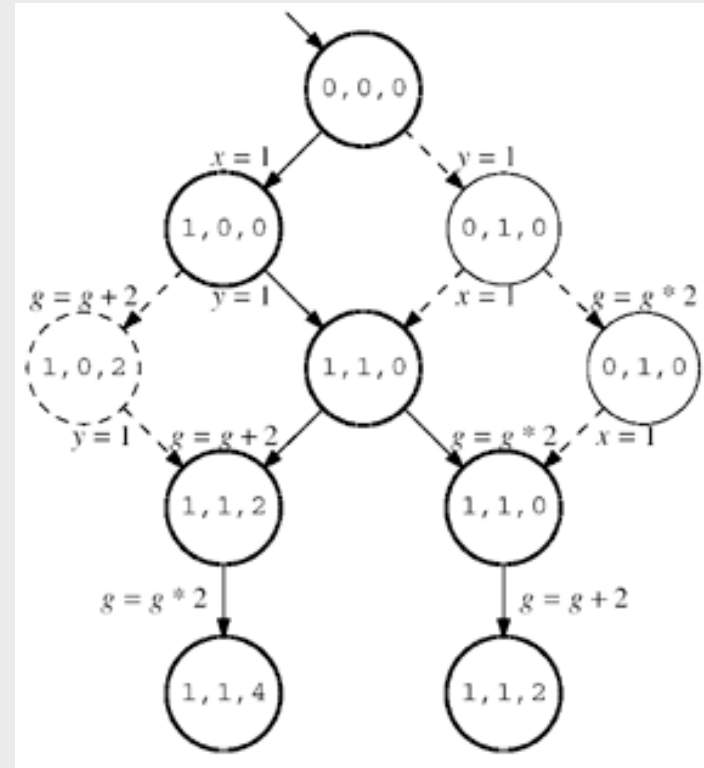 0,0,0
x = 1
y = 1
1,0,0
0,1,0
g = g + 2
y = 1
x = 1
g = g * 2
1,0,2
1,1,0
0,1,0
y = 1
g = g + 2
g = g * 2
x = 1
1,1,2
1,1,0
g = g * 2
g = g + 2
1,1,4
1,1,2